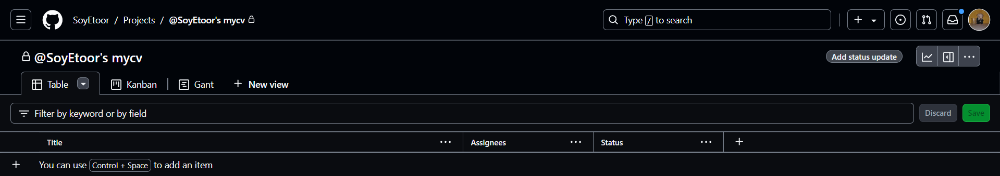 SoyEtoor / Projects / @SoyEtoor's mycv
Type / to search
@SoyEtoor's mycv
Add status update
Table
Kanban
Gant
New view
Filter by keyword or by field
Discard
Save
Title
Assignees
Status
You can use Control + Space to add an item